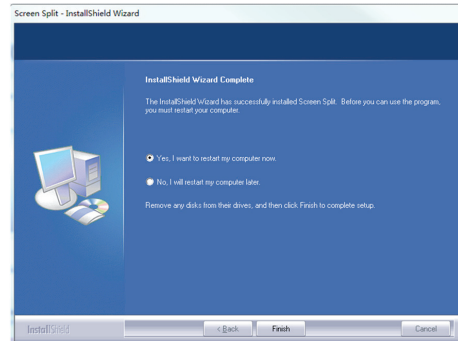 Screen Split - InstallShield Wizard
InstallShield Wizard Complete
The InstallShield Wizard has successfully installed Screen Split.  Before you can use the program,
you must restart your computer.
Yes, I want to restart my computer now.
No, I will restart my computer later.
Remove any disks from their drives, and then click Finish to complete setup.
InstallShield
< Back
Finish
Cancel